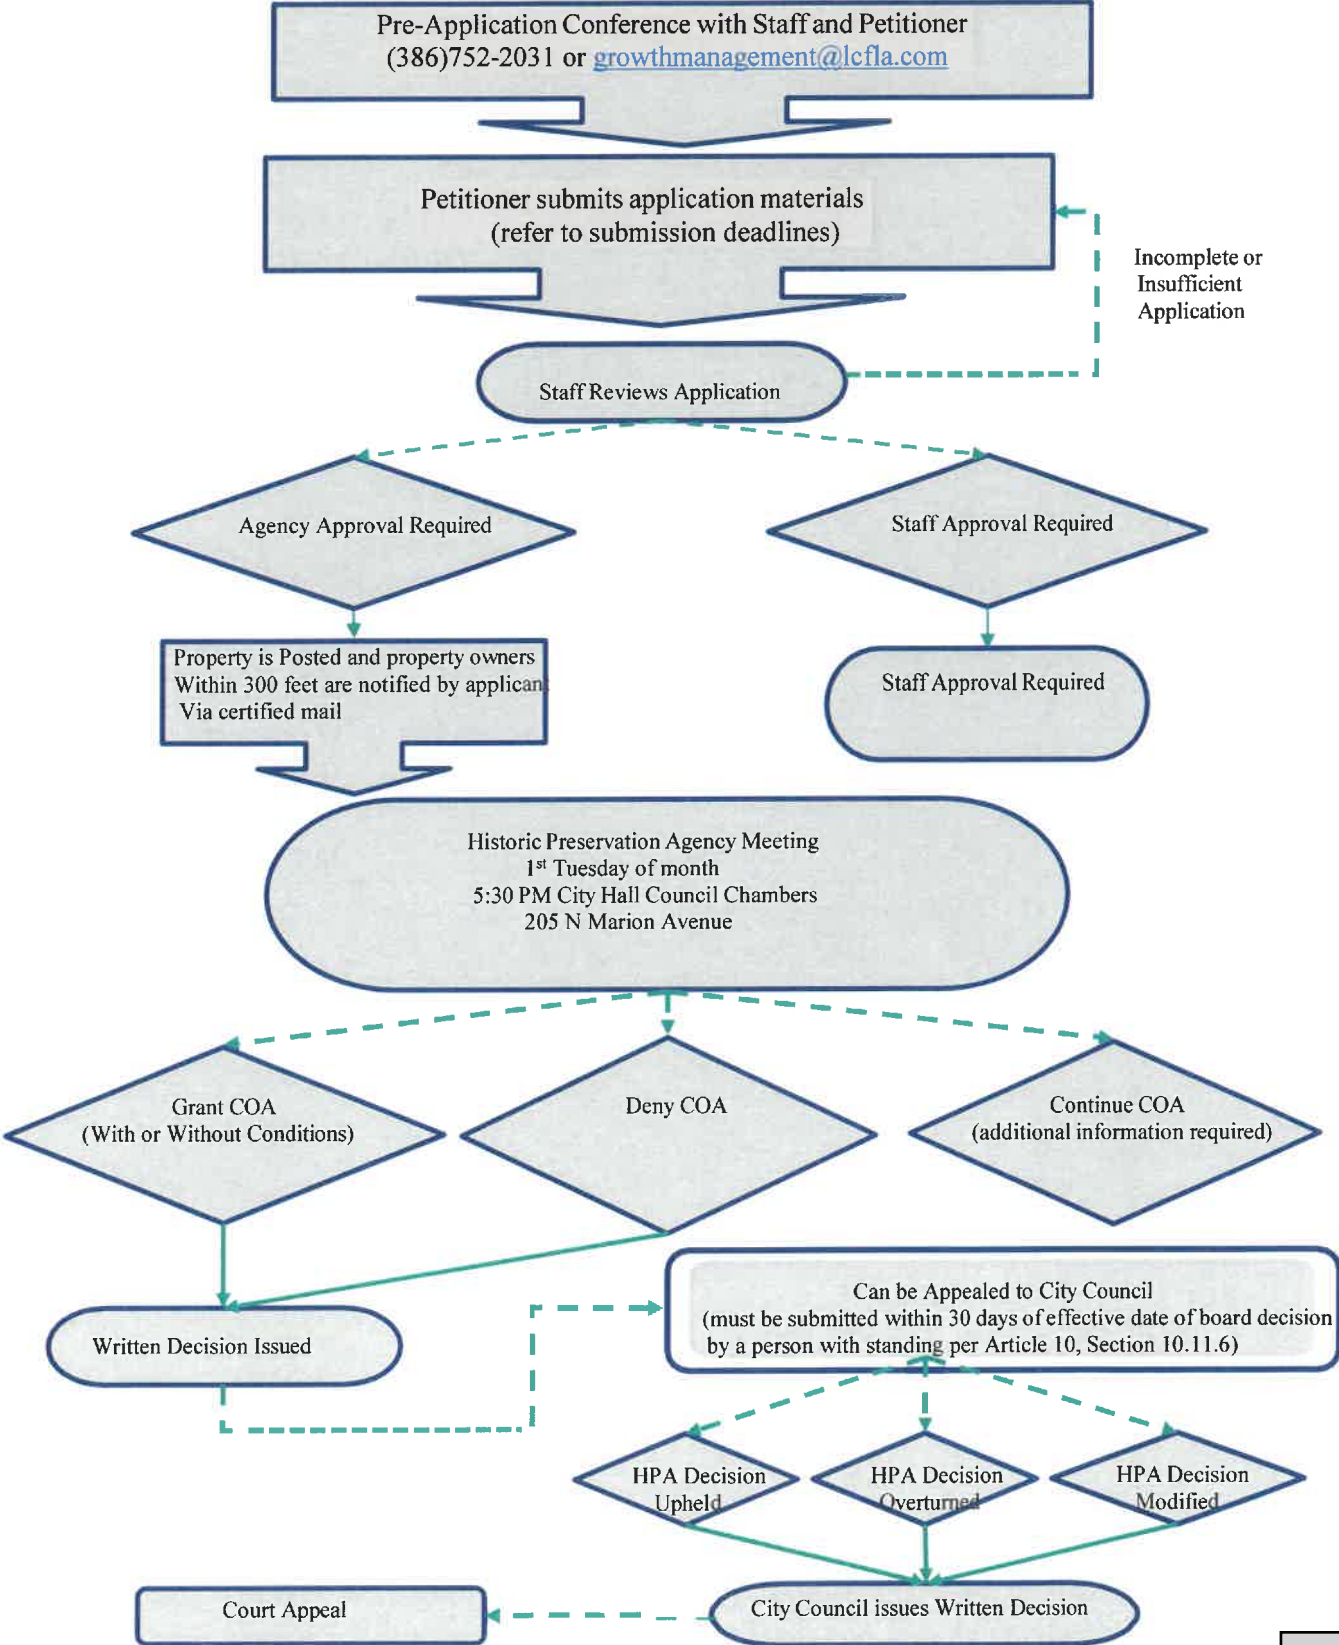 Pre-Application Conference with Staff and Petitioner
(386)752-2031 or growthmanagement@lcfla.com
Petitioner submits application materials
(refer to submission deadlines)
Incomplete or
Insufficient
Application
Staff Reviews Application
Agency Approval Required
Staff Approval Required
Property is Posted and property owners
Within 300 feet are notified by applicant
Via certified mail
Staff Approval Required
Historic Preservation Agency Meeting
1st Tuesday of month
5:30 PM City Hall Council Chambers
205 N Marion Avenue
Grant COA
(With or Without Conditions)
Deny COA
Continue COA
(additional information required)
Can be Appealed to City Council
(must be submitted within 30 days of effective date of board decision
by a person with standing per Article 10, Section 10.11.6)
Written Decision Issued
HPA Decision
Upheld
HPA Decision
Overturned
HPA Decision
Modified
Court Appeal
City Council issues Written Decision